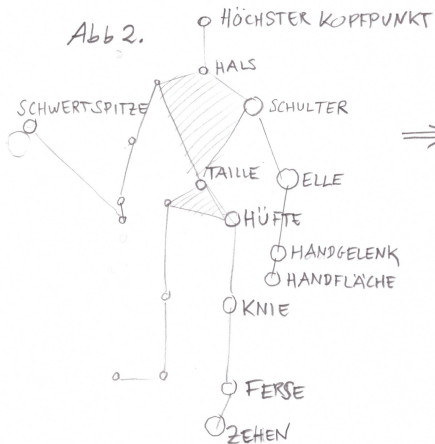 Abb 2.
HÖCHSTER KOPFPUNKT
HALS
SCHWERTSPITZE
SCHULTER
TAILLE
ELLE
HÜFTE
HANDGELENK
HANDFLÄCHE
KNIE
FERSE
ZEHEN